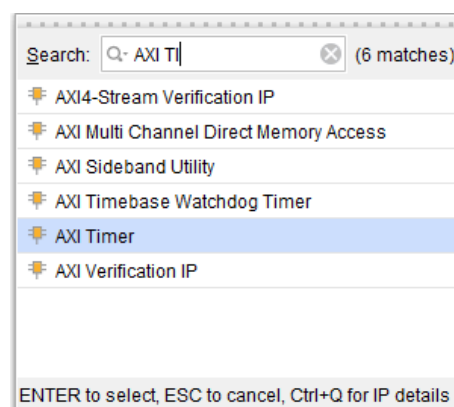 Search: AXI TI (6 matches)
AXI4-Stream Verification IP
AXI Multi Channel Direct Memory Access
AXI Sideband Utility
AXI Timebase Watchdog Timer
AXI Timer
AXI Verification IP
ENTER to select, ESC to cancel, Ctrl+Q for IP details